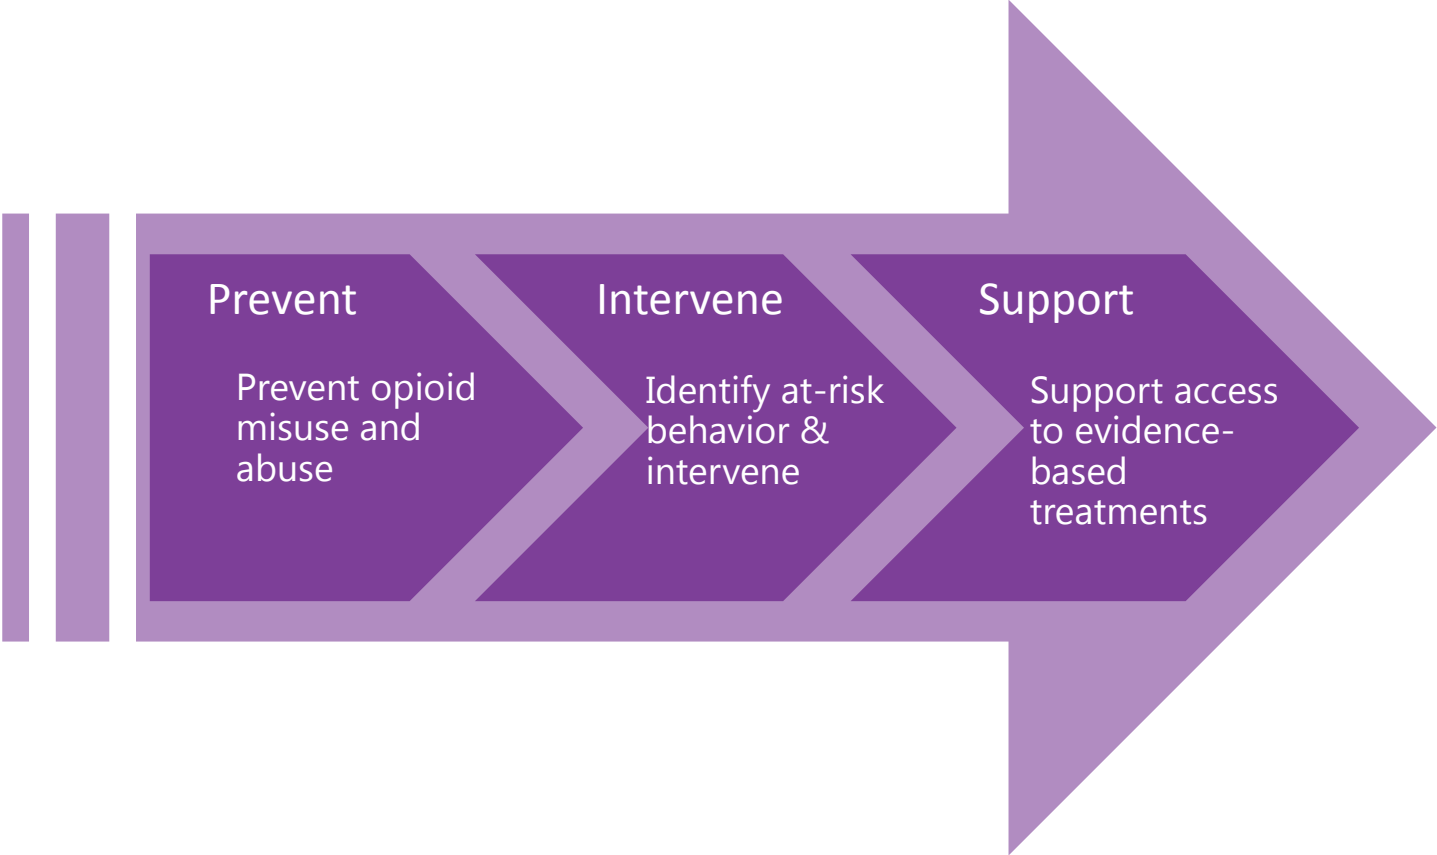 Prevent
Prevent opioid
misuse and
abuse
Intervene
Identify at-risk
behavior &
intervene
Support
Support access
to evidence-
based
treatments